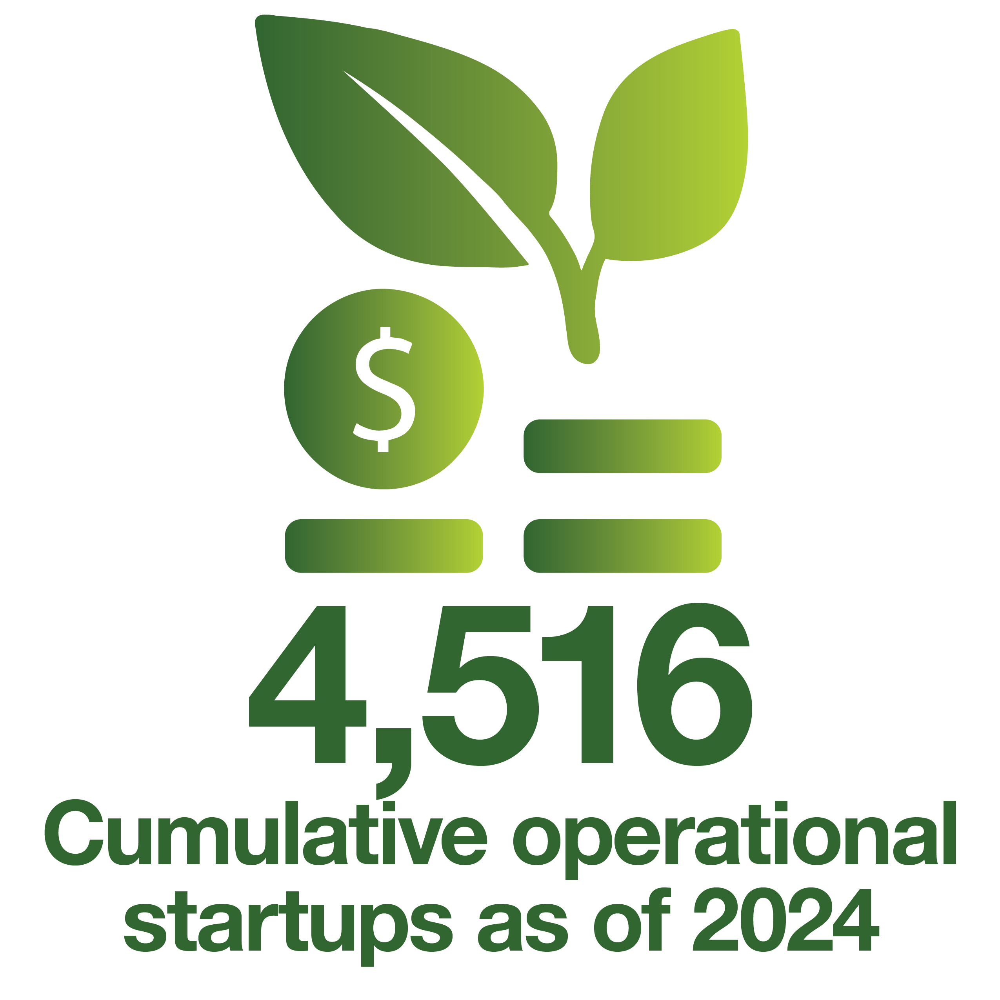 $
4,516
Cumulative operational
startups as of 2024